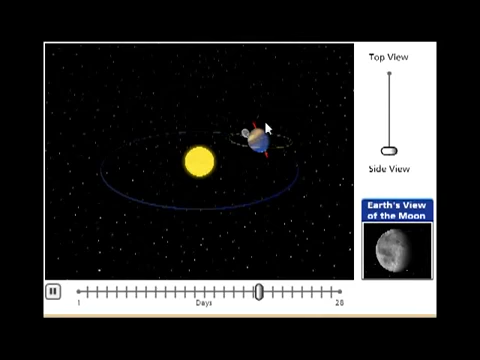 Top View
Side View
Earth's View
of the Moon
1
Days
28